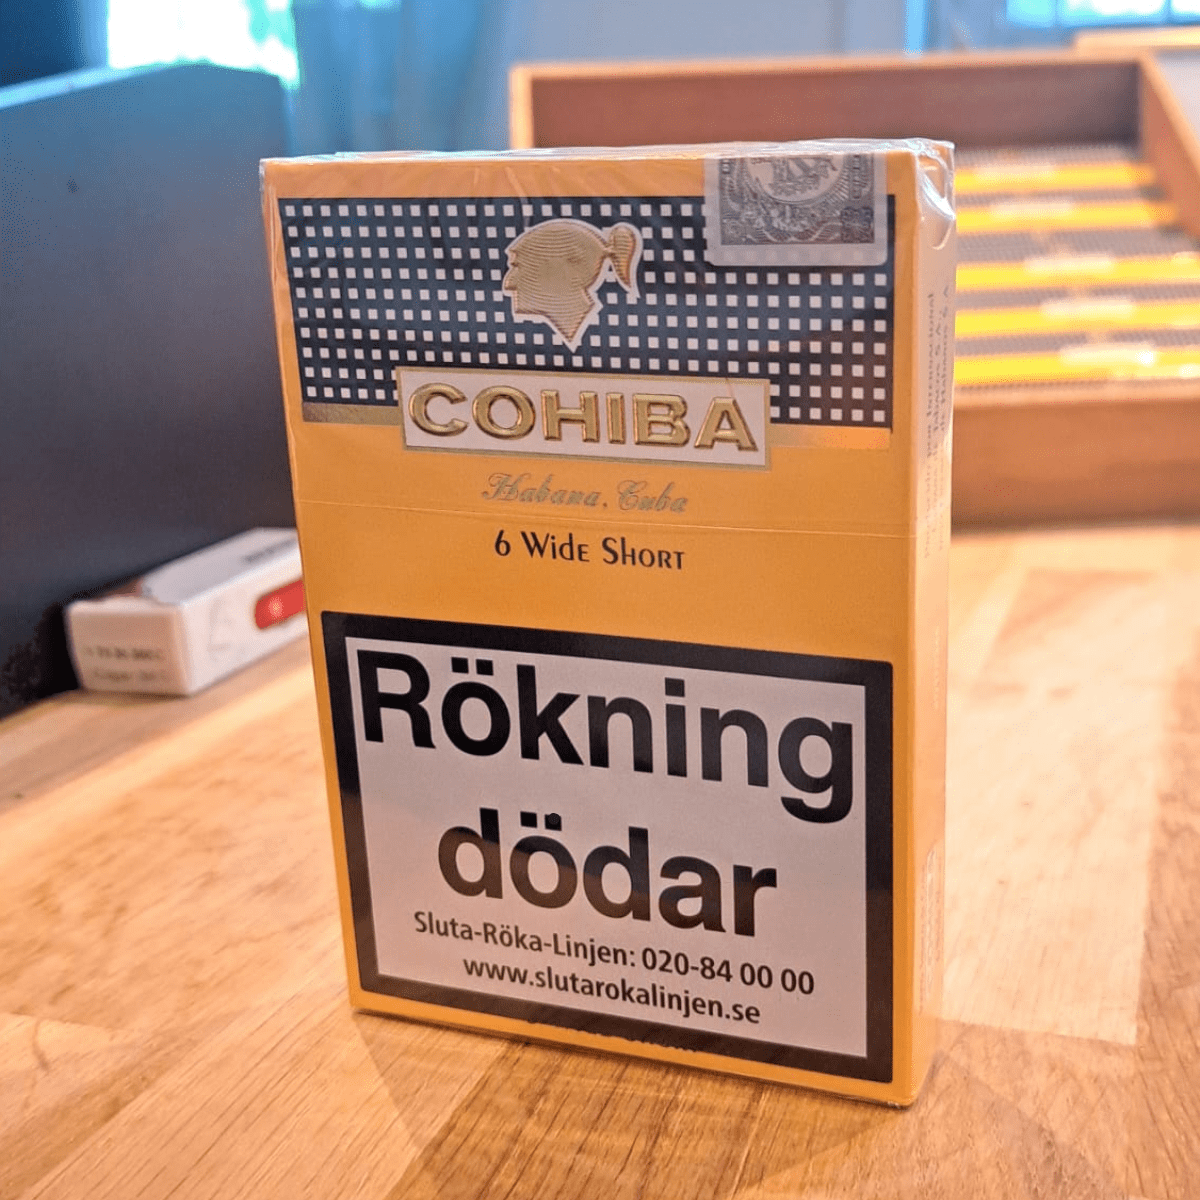 COHIBA
Habana, Cuba
6 Wide Short
Rökning
dödar
Sluta-Röka-Linjen: 020-84 00 00
www.slutarokalinjen.se